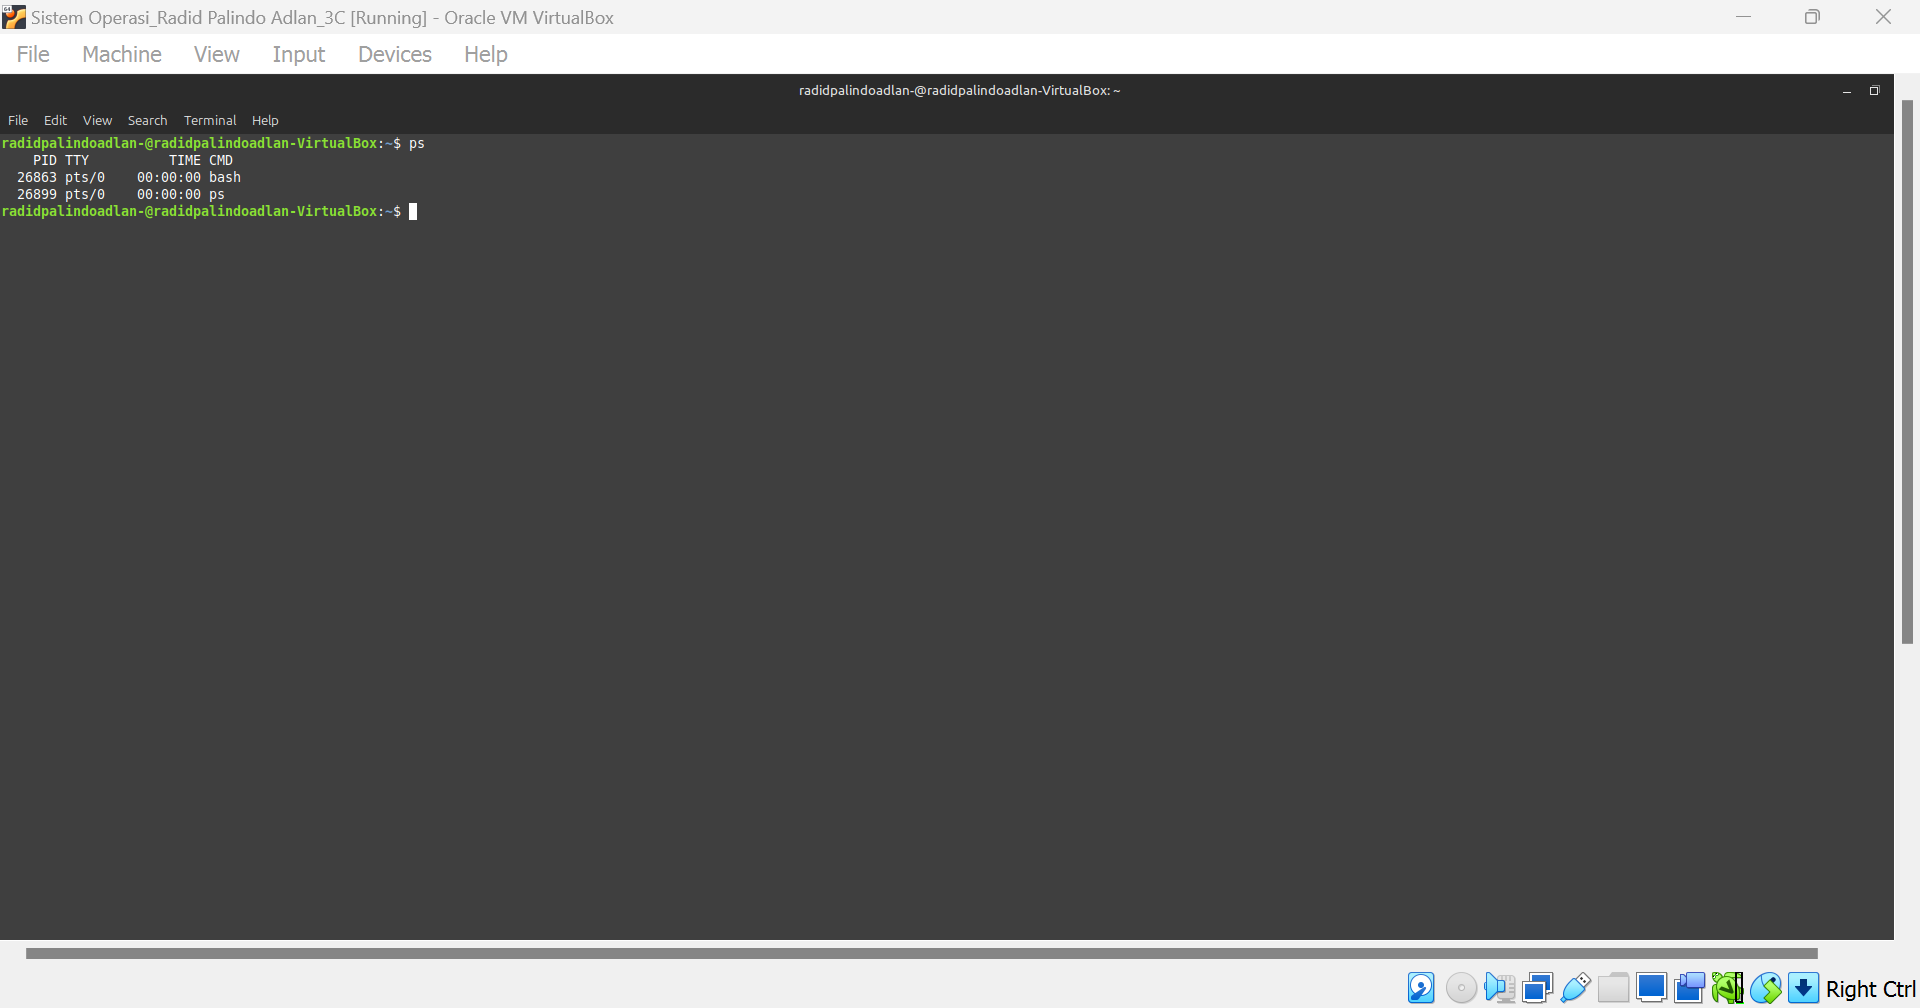 Sistem Operasi_Radid Palindo Adlan_3C [Running] - Oracle VM VirtualBox
File Machine View Input Devices Help
radidpalindoadlan-@radidpalindoadlan-VirtualBox: ~
File Edit View Search Terminal Help
radidpalindoadlan-@radidpalindoadlan-VirtualBox:~$ ps
    PID TTY          TIME CMD
  26863 pts/0    00:00:00 bash
  26899 pts/0    00:00:00 ps
radidpalindoadlan-@radidpalindoadlan-VirtualBox:~$
Right Ctrl